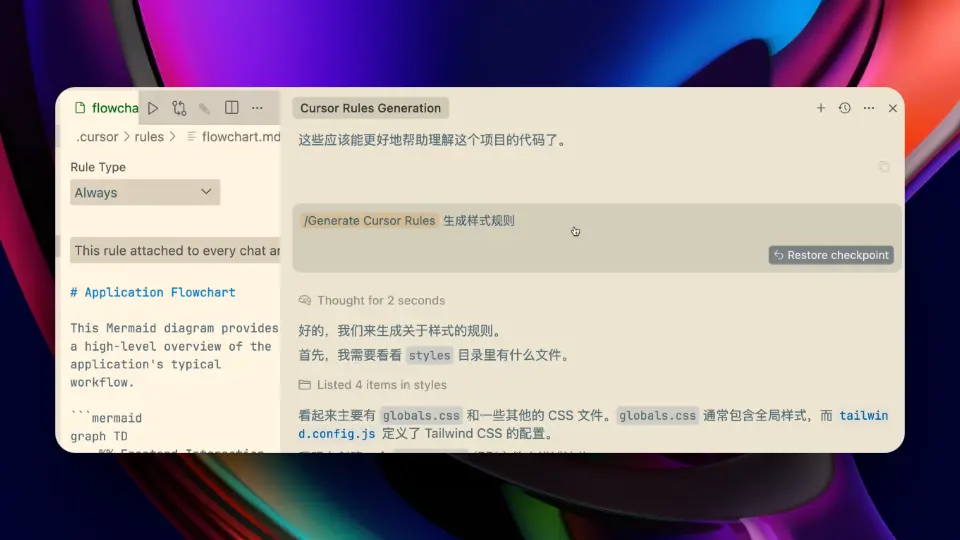 flowcha
.cursor > rules > flowchart.md
Rule Type
Always
This rule attached to every chat an
# Application Flowchart
This Mermaid diagram provides
a high-level overview of the
application's typical
workflow.
```mermaid
graph TD
%% Frontend Interaction
Cursor Rules Generation
这些应该能更好地帮助理解这个项目的代码了。
/Generate Cursor Rules 生成样式规则
Restore checkpoint
Thought for 2 seconds
好的，我们来生成关于样式的规则。
首先，我需要看看 styles 目录里有什么文件。
Listed 4 items in styles
看起来主要有 globals.css 和一些其他的 CSS 文件。globals.css 通常包含全局样式，而 tailwin
d.config.js 定义了 Tailwind CSS 的配置。